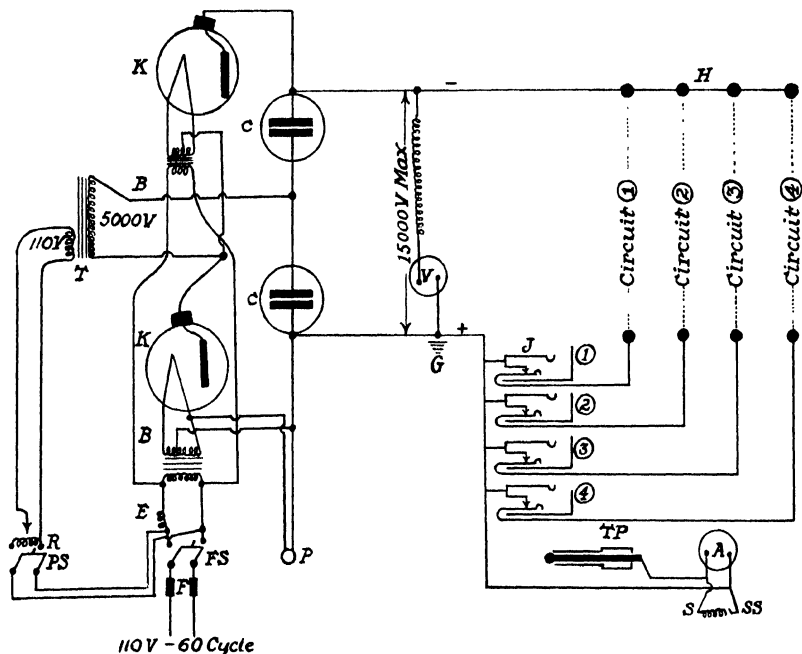 K
C
B
5000V
110V
T
15000V Max
−
H
V
C
+
G
Circuit ①
Circuit ②
Circuit ③
Circuit ④
K
J
①
②
③
④
B
E
R
PS
FS
F
P
TP
A
S
SS
110V - 60 Cycle